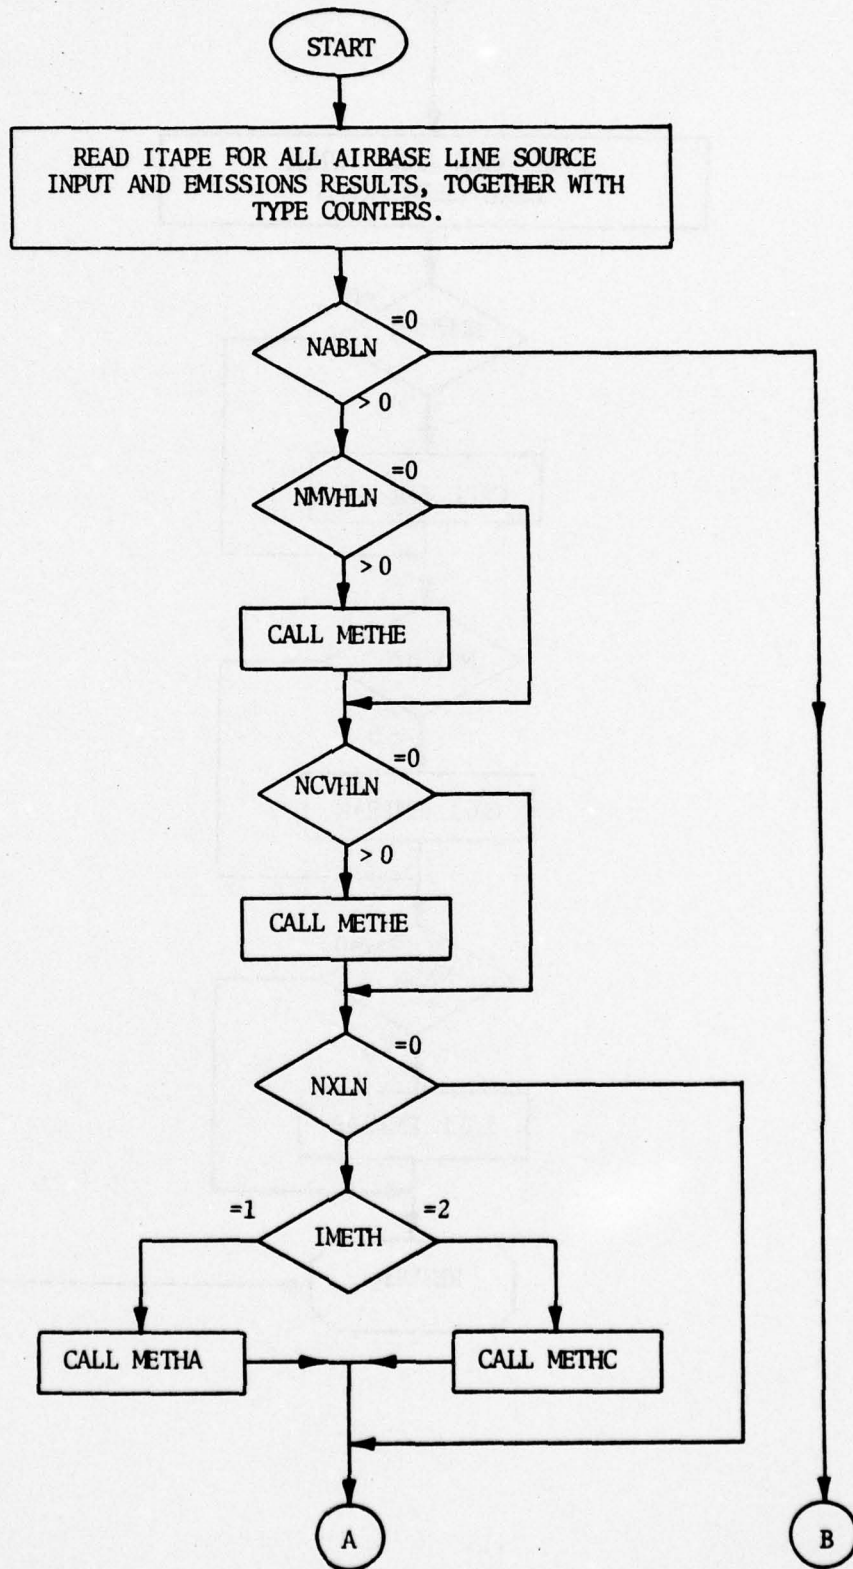 START
READ ITAPE FOR ALL AIRBASE LINE SOURCE
INPUT AND EMISSIONS RESULTS, TOGETHER WITH
TYPE COUNTERS.
=0
NABLN
> 0
=0
NMVHLN
> 0
CALL METHE
=0
NCVHLN
> 0
CALL METHE
=0
NXLN
=1
=2
IMETH
CALL METHA
CALL METHC
A
B